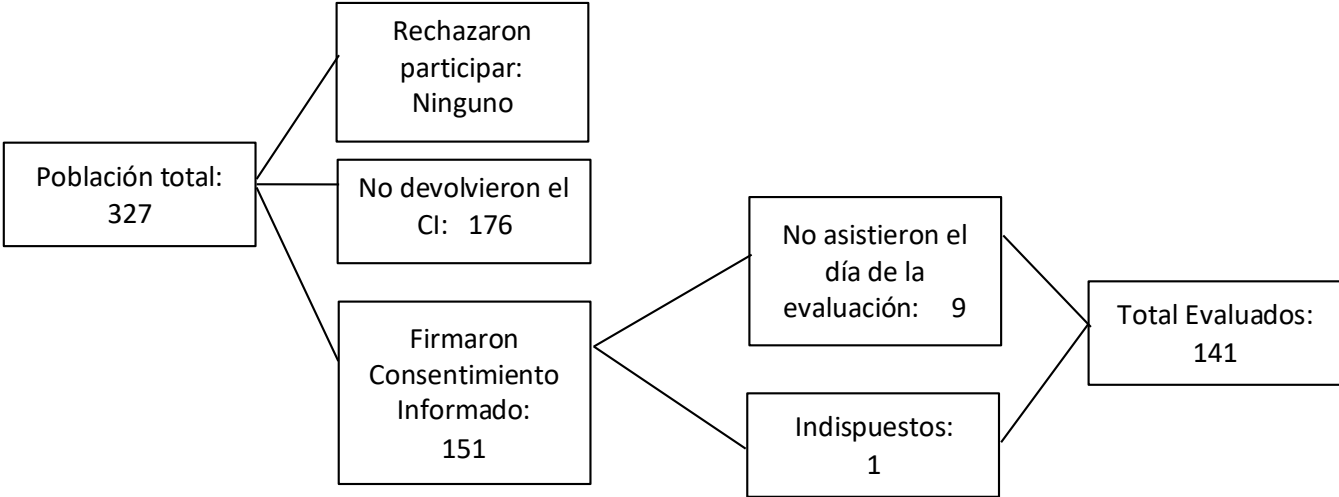 Población total:
327
Rechazaron
participar:
Ninguno
No devolvieron el
CI: 176
Firmaron
Consentimiento
Informado:
151
No asistieron el
día de la
evaluación: 9
Indispuestos:
1
Total Evaluados:
141